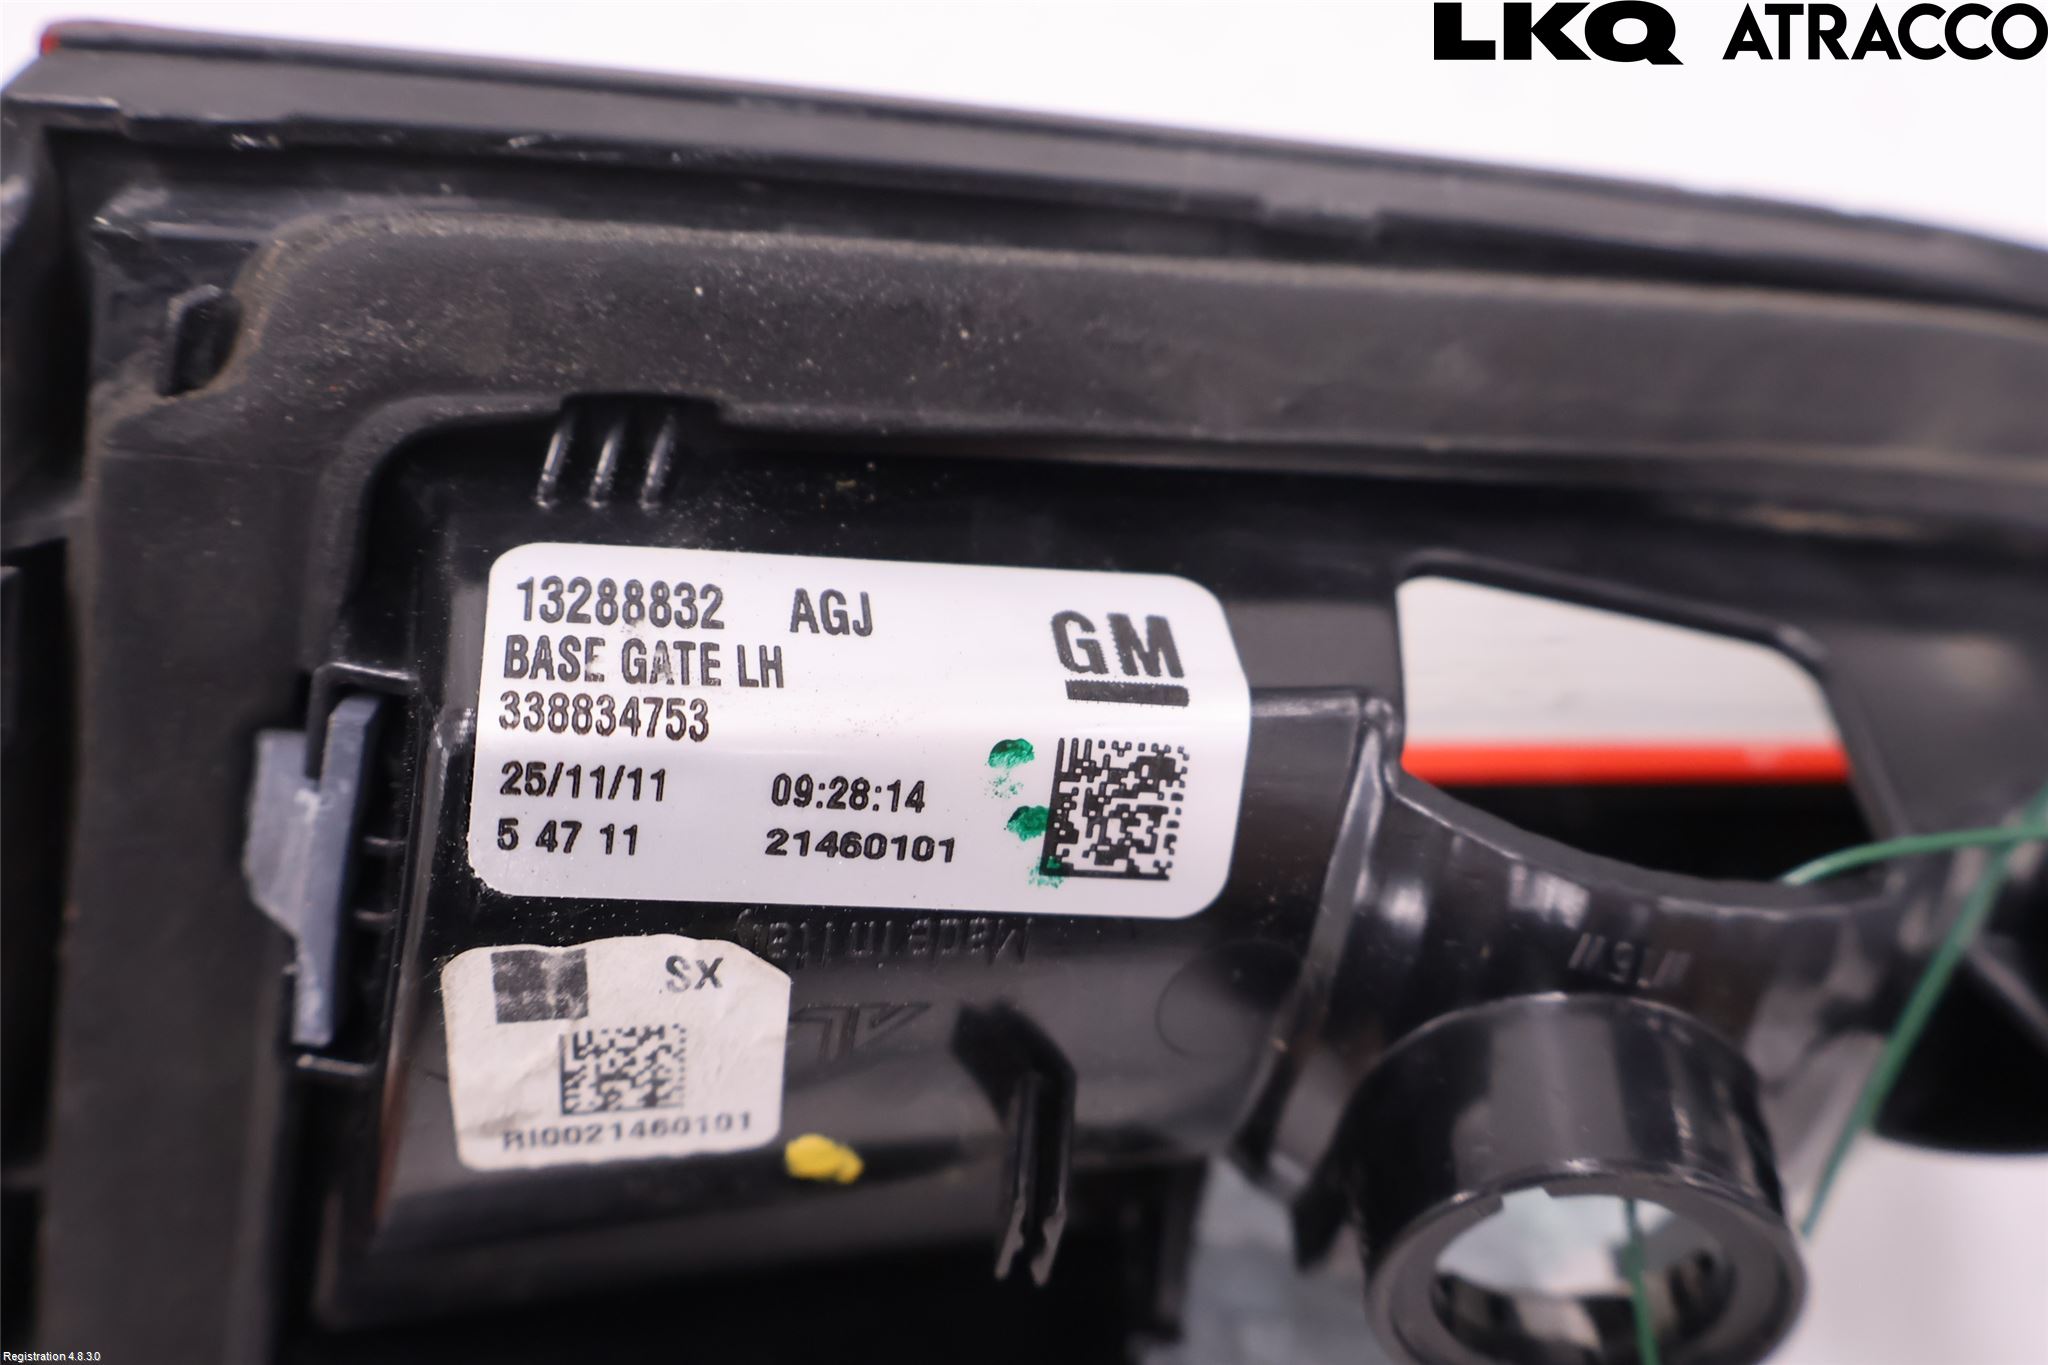 LKQ ATRACCO
13288832 AGJ
GM
BASE GATE LH
338834753
25/11/11 09:28:14
5 47 11 21460101
Made in Italy
SX
RI0021460101
Registration 4.8.3.0